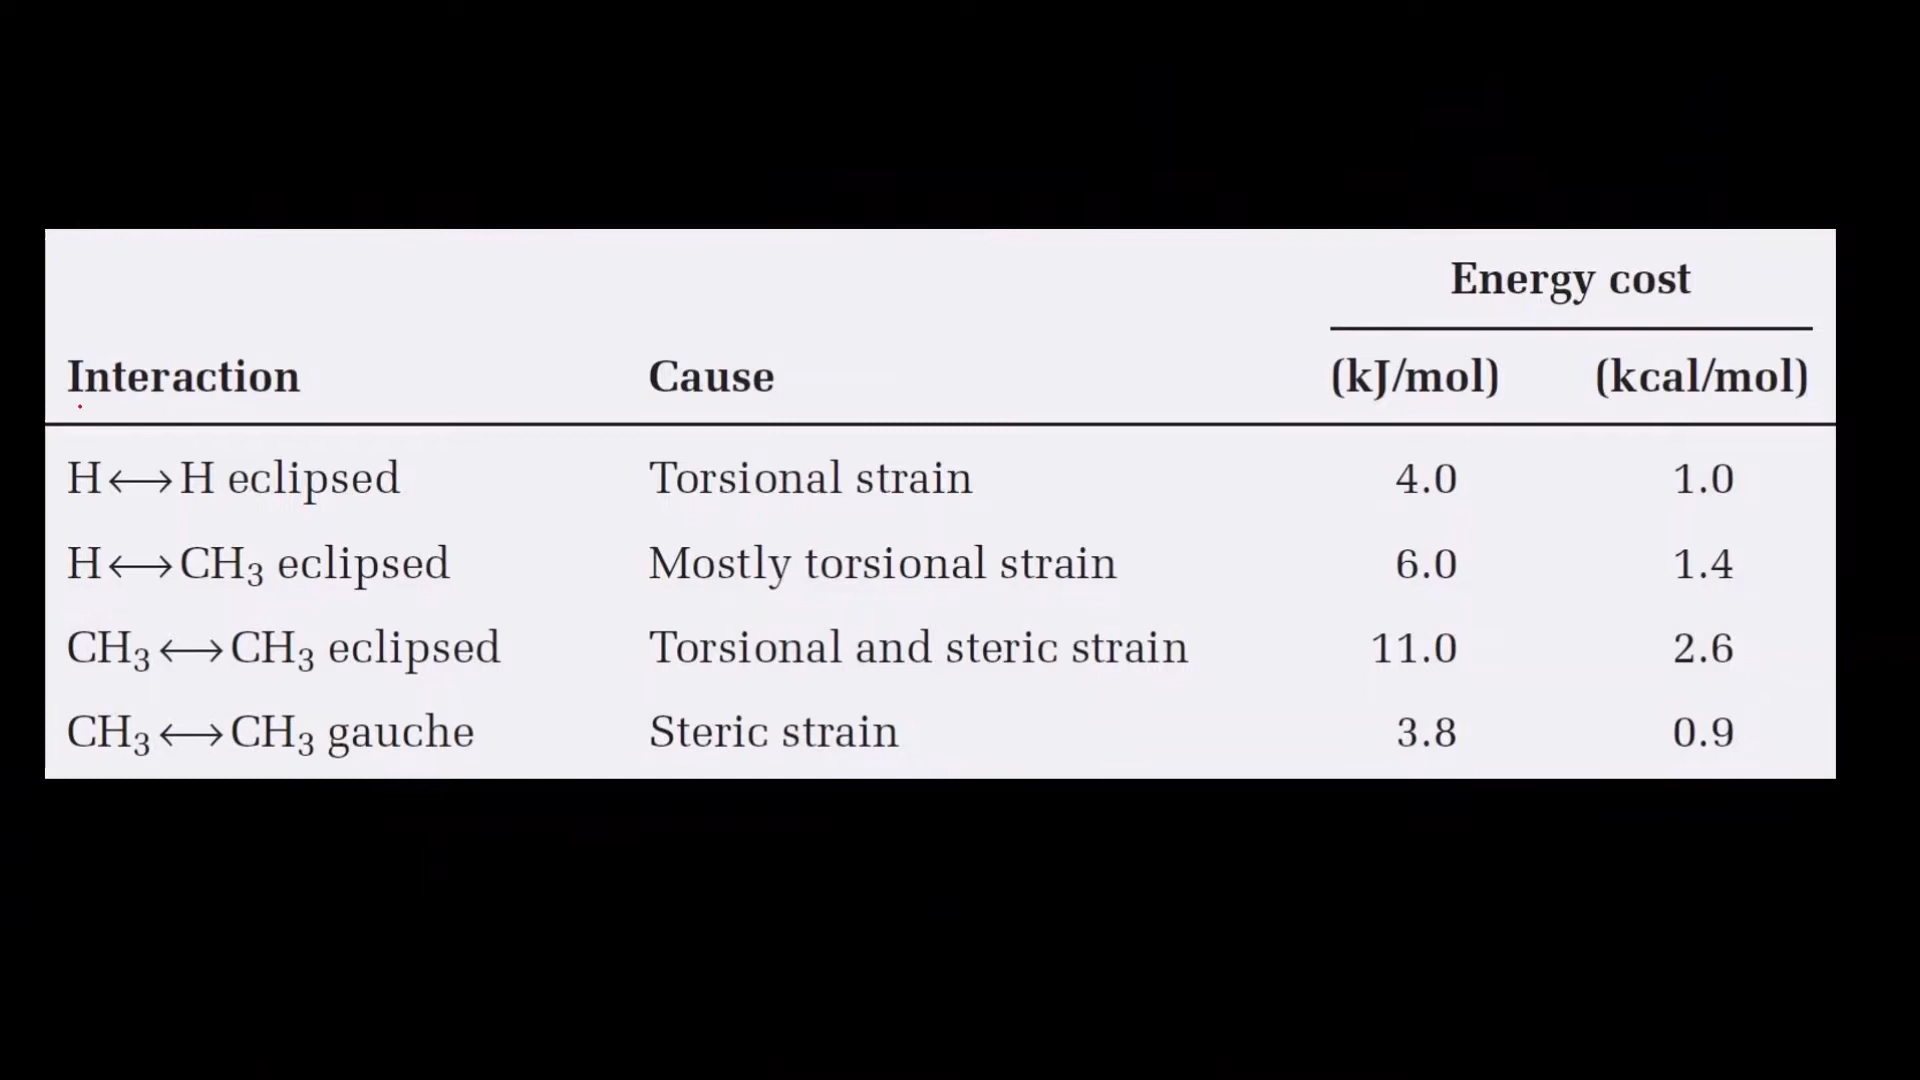 Energy cost
Interaction Cause (kJ/mol) (kcal/mol)
H⟷H eclipsed Torsional strain 4.0 1.0
H⟷CH₃ eclipsed Mostly torsional strain 6.0 1.4
CH₃⟷CH₃ eclipsed Torsional and steric strain 11.0 2.6
CH₃⟷CH₃ gauche Steric strain 3.8 0.9